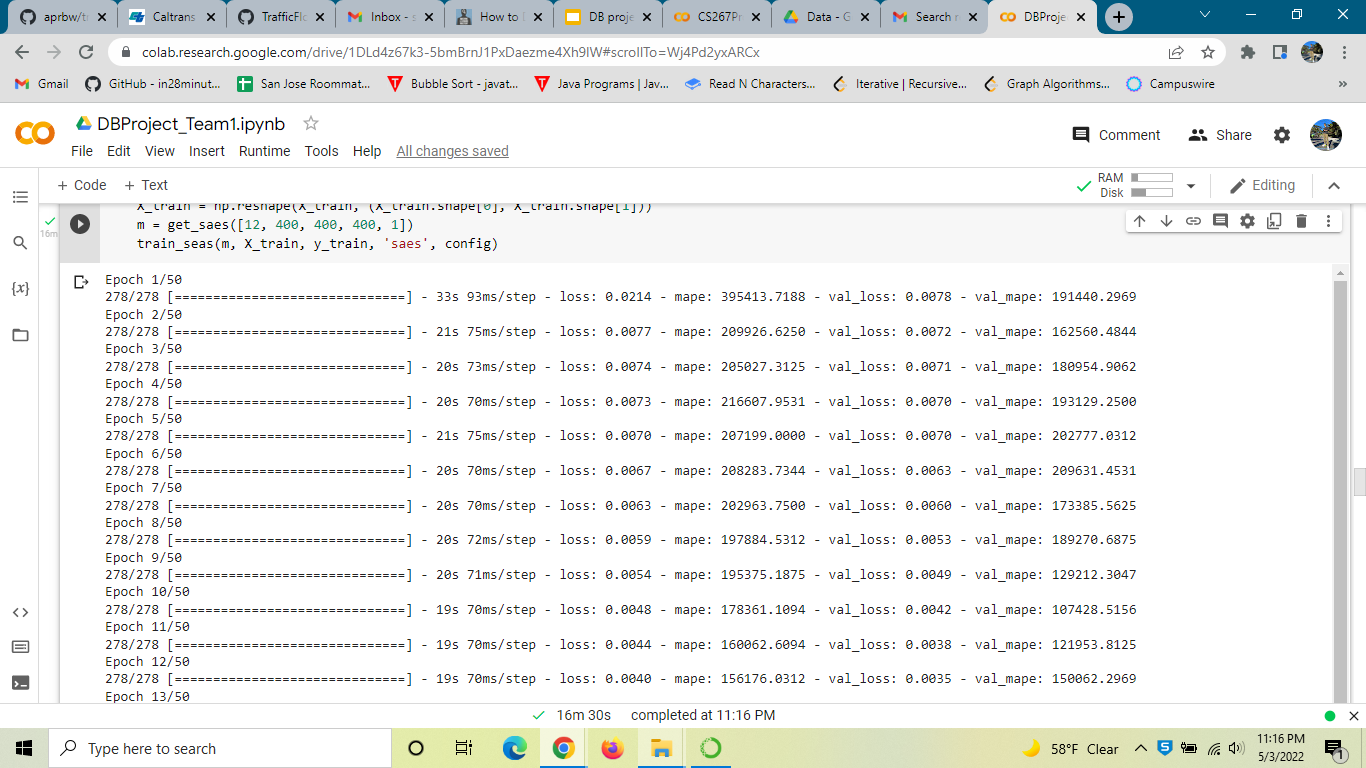 aprbw/tr
Caltrans
TrafficFlo
Inbox - s
How to
DB proje
CS267Pr
Data - G
Search r
DBProje
colab.research.google.com/drive/1DLd4z67k3-5bmBrnJ1PxDaezme4Xh9lW#scrollTo=Wj4Pd2yxARCx
Gmail
GitHub - in28minut...
San Jose Roommat...
Bubble Sort - javat...
Java Programs | Jav...
Read N Characters...
Iterative | Recursive...
Graph Algorithms...
Campuswire
DBProject_Team1.ipynb
Comment
Share
File Edit View Insert Runtime Tools Help All changes saved
+ Code + Text
RAM
Disk
Editing
16m
X_train = np.reshape(X_train, (X_train.shape[0], X_train.shape[1]))
m = get_saes([12, 400, 400, 400, 1])
train_seas(m, X_train, y_train, 'saes', config)
Epoch 1/50
278/278 [==============================] - 33s 93ms/step - loss: 0.0214 - mape: 395413.7188 - val_loss: 0.0078 - val_mape: 191440.2969
Epoch 2/50
278/278 [==============================] - 21s 75ms/step - loss: 0.0077 - mape: 209926.6250 - val_loss: 0.0072 - val_mape: 162560.4844
Epoch 3/50
278/278 [==============================] - 20s 73ms/step - loss: 0.0074 - mape: 205027.3125 - val_loss: 0.0071 - val_mape: 180954.9062
Epoch 4/50
278/278 [==============================] - 20s 70ms/step - loss: 0.0073 - mape: 216607.9531 - val_loss: 0.0070 - val_mape: 193129.2500
Epoch 5/50
278/278 [==============================] - 21s 75ms/step - loss: 0.0070 - mape: 207199.0000 - val_loss: 0.0070 - val_mape: 202777.0312
Epoch 6/50
278/278 [==============================] - 20s 70ms/step - loss: 0.0067 - mape: 208283.7344 - val_loss: 0.0063 - val_mape: 209631.4531
Epoch 7/50
278/278 [==============================] - 20s 70ms/step - loss: 0.0063 - mape: 202963.7500 - val_loss: 0.0060 - val_mape: 173385.5625
Epoch 8/50
278/278 [==============================] - 20s 72ms/step - loss: 0.0059 - mape: 197884.5312 - val_loss: 0.0053 - val_mape: 189270.6875
Epoch 9/50
278/278 [==============================] - 20s 71ms/step - loss: 0.0054 - mape: 195375.1875 - val_loss: 0.0049 - val_mape: 129212.3047
Epoch 10/50
278/278 [==============================] - 19s 70ms/step - loss: 0.0048 - mape: 178361.1094 - val_loss: 0.0042 - val_mape: 107428.5156
Epoch 11/50
278/278 [==============================] - 19s 70ms/step - loss: 0.0044 - mape: 160062.6094 - val_loss: 0.0038 - val_mape: 121953.8125
Epoch 12/50
278/278 [==============================] - 19s 70ms/step - loss: 0.0040 - mape: 156176.0312 - val_loss: 0.0035 - val_mape: 150062.2969
Epoch 13/50
16m 30s completed at 11:16 PM
Type here to search
58°F Clear
11:16 PM
5/3/2022
1